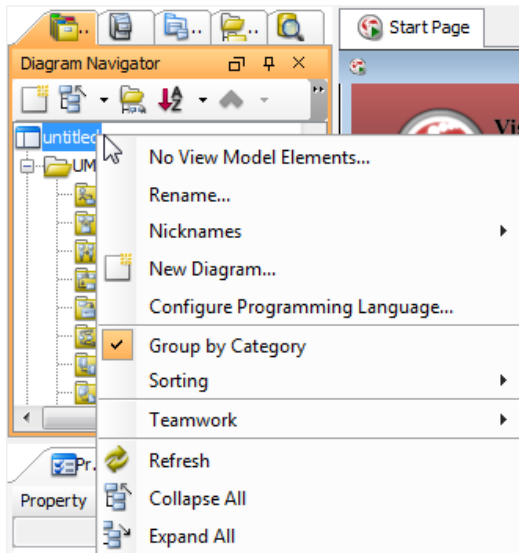 Start Page
Diagram Navigator
untitled
UM
No View Model Elements...
Rename...
Nicknames
New Diagram...
Configure Programming Language...
Group by Category
Sorting
Teamwork
Refresh
Collapse All
Expand All
Pr.
Property
Vis